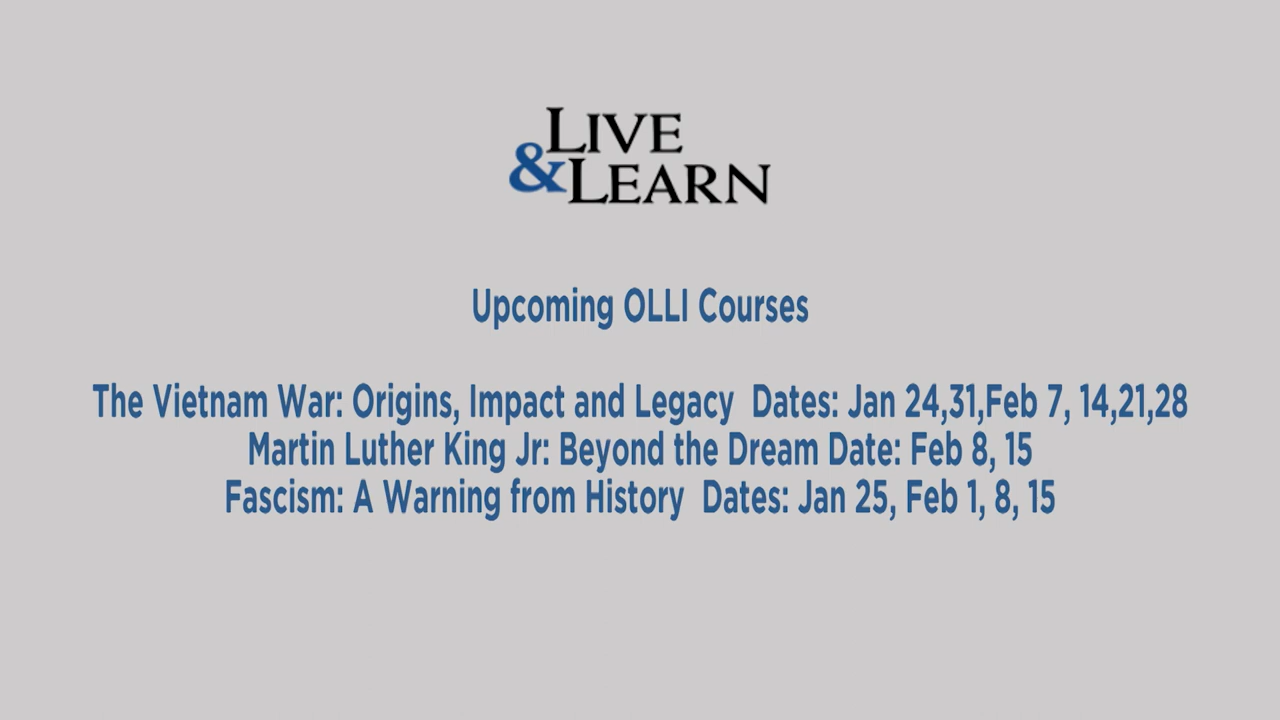 LIVE
& LEARN
Upcoming OLLI Courses
The Vietnam War: Origins, Impact and Legacy  Dates: Jan 24,31,Feb 7, 14,21,28
Martin Luther King Jr: Beyond the Dream Date: Feb 8, 15
Fascism: A Warning from History  Dates: Jan 25, Feb 1, 8, 15